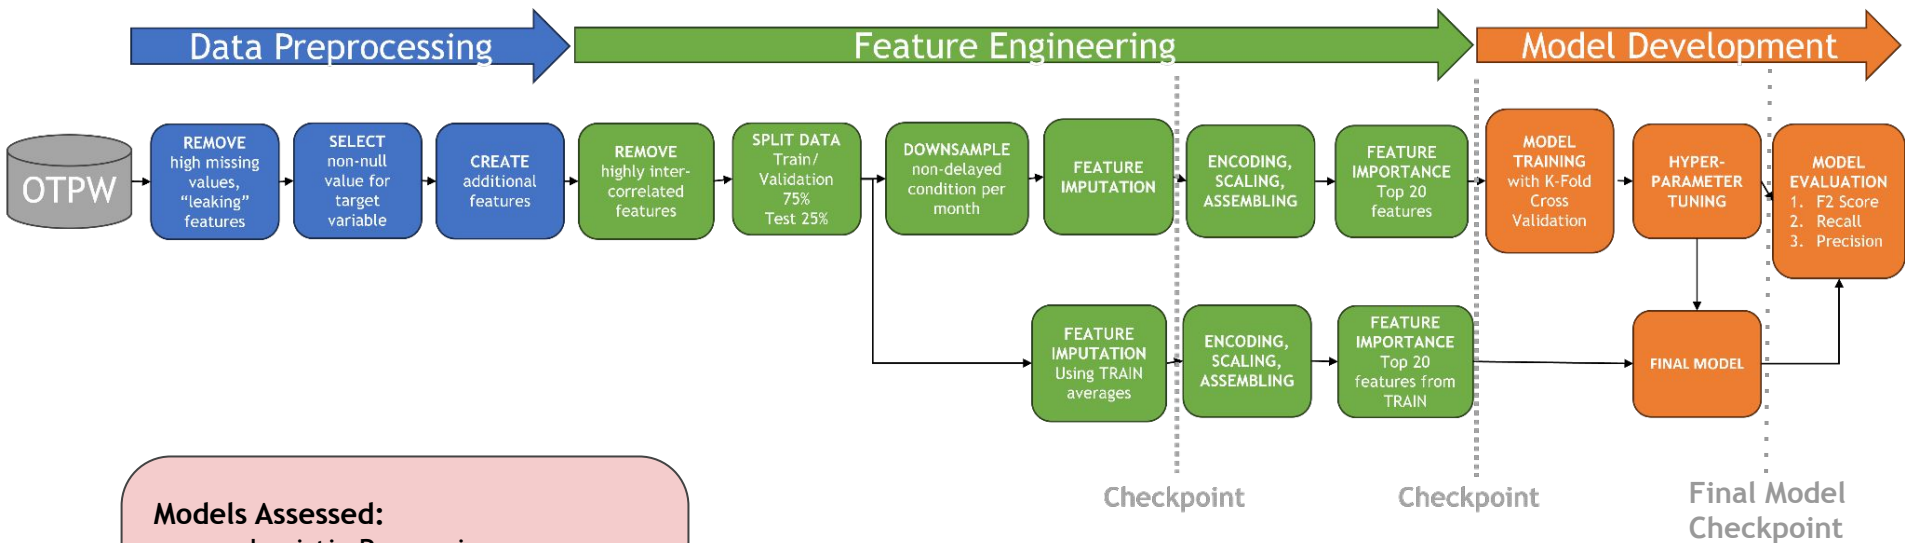 Data Preprocessing
Feature Engineering
Model Development
OTPW
REMOVE
high missing
values,
"leaking"
features
SELECT
non-null
value for
target
variable
CREATE
additional
features
REMOVE
highly inter-
correlated
features
SPLIT DATA
Train/
Validation
75%
Test 25%
DOWNSAMPLE
non-delayed
condition per
month
FEATURE
IMPUTATION
ENCODING,
SCALING,
ASSEMBLING
FEATURE
IMPORTANCE
Top 20
features
MODEL
TRAINING
with K-Fold
Cross
Validation
HYPER-
PARAMETER
TUNING
MODEL
EVALUATION
1. F2 Score
2. Recall
3. Precision
FEATURE
IMPUTATION
Using TRAIN
averages
ENCODING,
SCALING,
ASSEMBLING
FEATURE
IMPORTANCE
Top 20
features from
TRAIN
FINAL MODEL
Checkpoint
Checkpoint
Final Model
Checkpoint
Models Assessed: